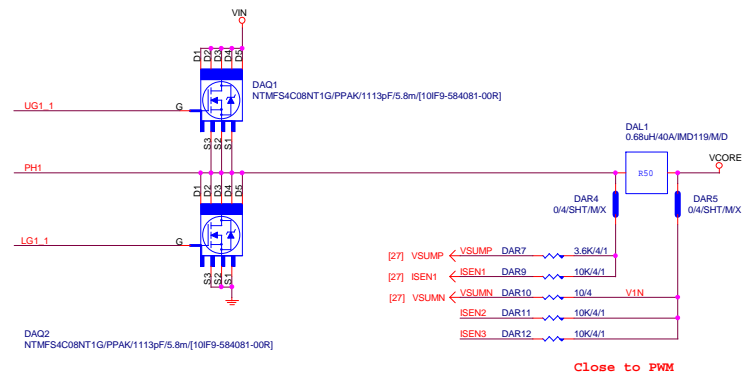 VIN
D1 D2 D3 D4 D5
DAQ1
NTMFS4C08NT1G/PPAK/1113pF/5.8m/[10IF9-584081-00R]
UG1_1
G
S3 S2 S1
DAL1
0.68uH/40A/IMD119/M/D
VCORE
PH1
R50
D1 D2 D3 D4 D5
DAR4
0/4/SHT/M/X
DAR5
0/4/SHT/M/X
LG1_1
G
S3 S2 S1
[27] VSUMP VSUMP DAR7 3.6K/4/1
[27] ISEN1 ISEN1 DAR9 10K/4/1
[27] VSUMN VSUMN DAR10 10/4 V1N
ISEN2 DAR11 10K/4/1
ISEN3 DAR12 10K/4/1
DAQ2
NTMFS4C08NT1G/PPAK/1113pF/5.8m/[10IF9-584081-00R]
Close to PWM